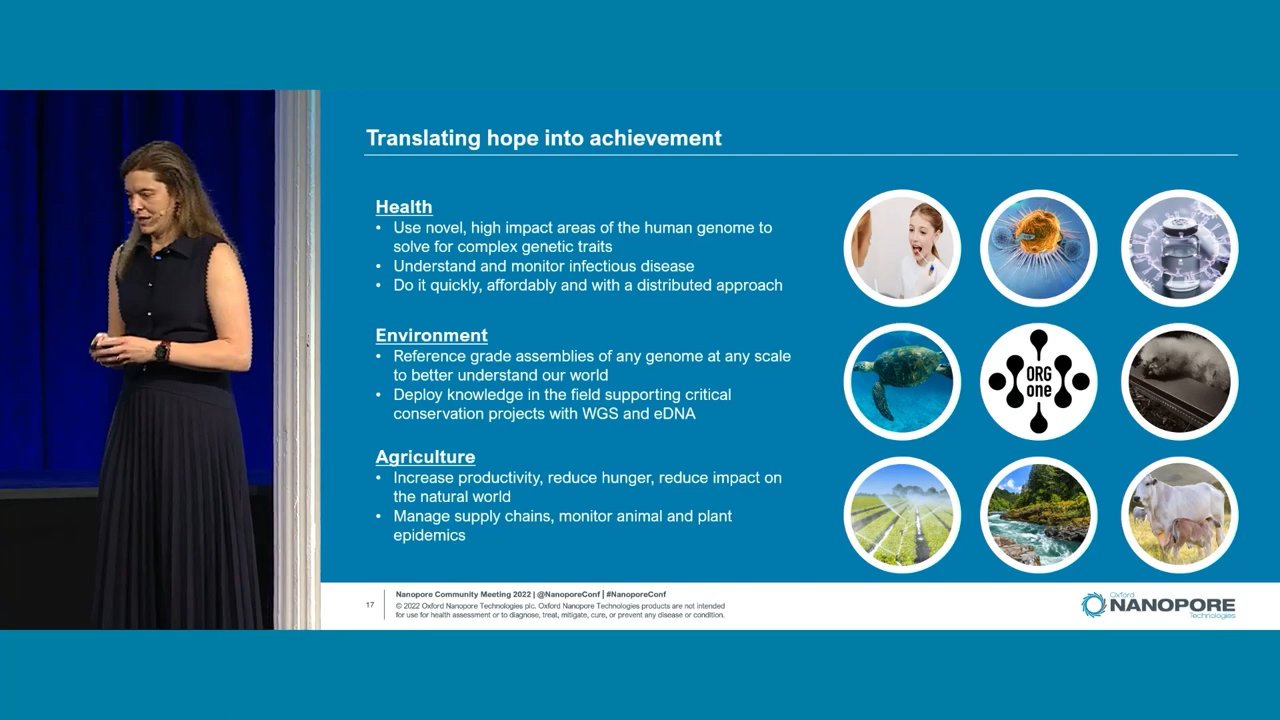 Translating hope into achievement
Health
• Use novel, high impact areas of the human genome to
solve for complex genetic traits
• Understand and monitor infectious disease
• Do it quickly, affordably and with a distributed approach
Environment
• Reference grade assemblies of any genome at any scale
to better understand our world
• Deploy knowledge in the field supporting critical
conservation projects with WGS and eDNA
Agriculture
• Increase productivity, reduce hunger, reduce impact on
the natural world
• Manage supply chains, monitor animal and plant
epidemics
ORG
one
17
Nanopore Community Meeting 2022 | @NanoporeConf | #NanoporeConf
© 2022 Oxford Nanopore Technologies plc. Oxford Nanopore Technologies products are not intended
for use for health assessment or to diagnose, treat, mitigate, cure, or prevent any disease or condition.
Oxford
NANOPORE
Technologies